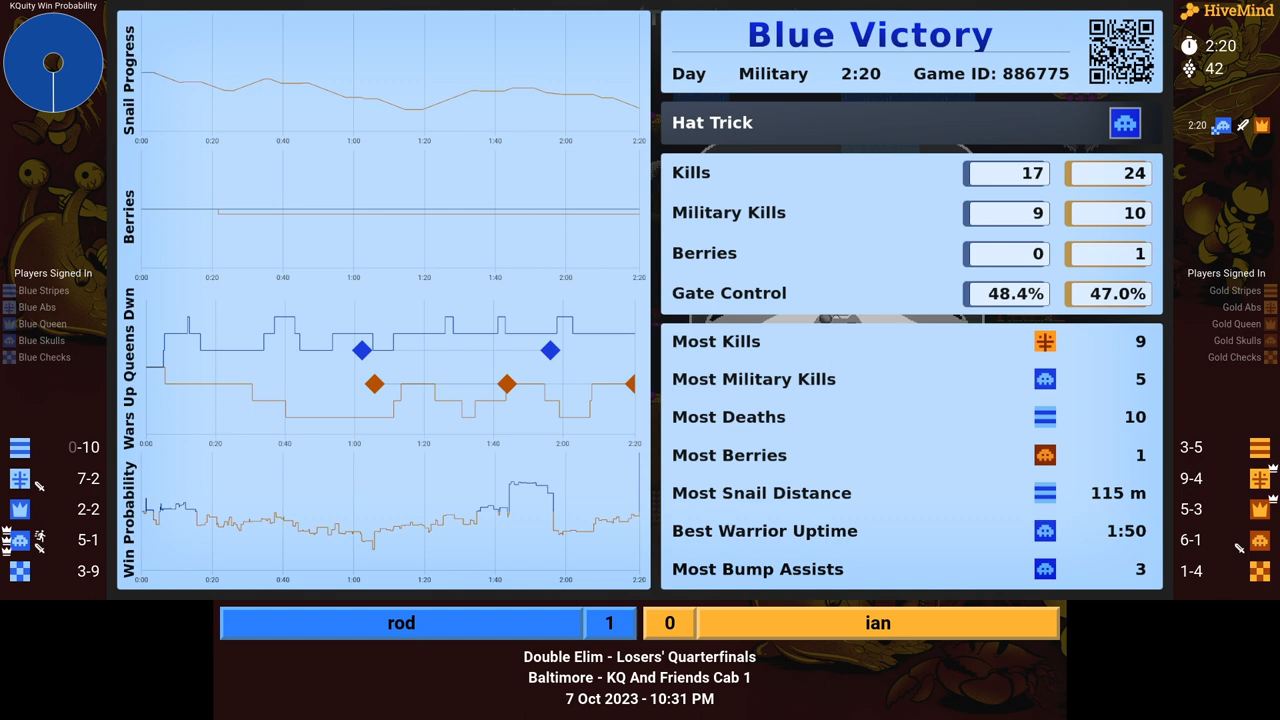 KQuity Win Probability
HiveMind
2:20
42
2:20
Snail Progress
0:00 0:20 0:40 1:00 1:20 1:40 2:00 2:20
Berries
0:00 0:20 0:40 1:00 1:20 1:40 2:00 2:20
Wars Up Queens Dwn
0:00 0:20 0:40 1:00 1:20 1:40 2:00 2:20
Win Probability
0:00 0:20 0:40 1:00 1:20 1:40 2:00 2:20
Blue Victory
Day Military 2:20 Game ID: 886775
Hat Trick
Kills 17 24
Military Kills 9 10
Berries 0 1
Gate Control 48.4% 47.0%
Most Kills 9
Most Military Kills 5
Most Deaths 10
Most Berries 1
Most Snail Distance 115 m
Best Warrior Uptime 1:50
Most Bump Assists 3
Players Signed In
Blue Stripes
Blue Abs
Blue Queen
Blue Skulls
Blue Checks
0-10
7-2
2-2
5-1
3-9
Players Signed In
Gold Stripes
Gold Abs
Gold Queen
Gold Skulls
Gold Checks
3-5
9-4
5-3
6-1
1-4
rod 1 0 ian
Double Elim - Losers' Quarterfinals
Baltimore - KQ And Friends Cab 1
7 Oct 2023 - 10:31 PM